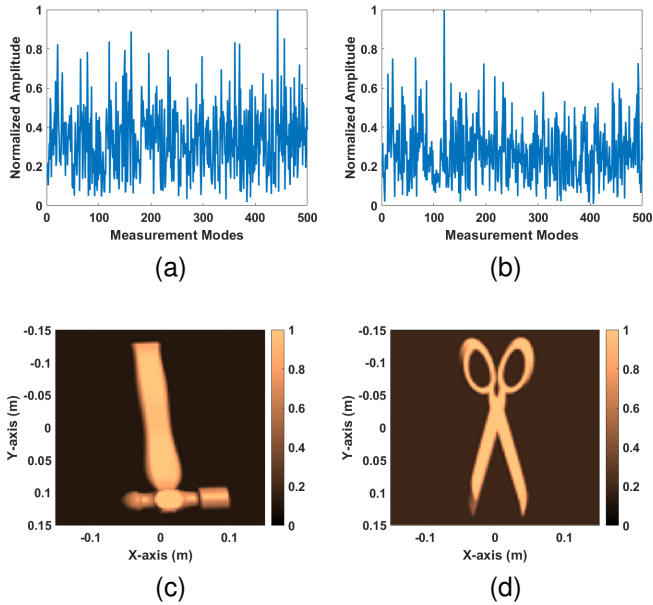 1
0.8
0.6
0.4
0.2
0
0 100 200 300 400 500
Normalized Amplitude
Measurement Modes
(a)
1
0.8
0.6
0.4
0.2
0
0 100 200 300 400 500
Normalized Amplitude
Measurement Modes
(b)
-0.15
-0.1
-0.05
0
0.05
0.1
0.15
-0.1 0 0.1
Y-axis (m)
X-axis (m)
1
0.8
0.6
0.4
0.2
0
(c)
-0.15
-0.1
-0.05
0
0.05
0.1
0.15
-0.1 0 0.1
Y-axis (m)
X-axis (m)
1
0.8
0.6
0.4
0.2
0
(d)